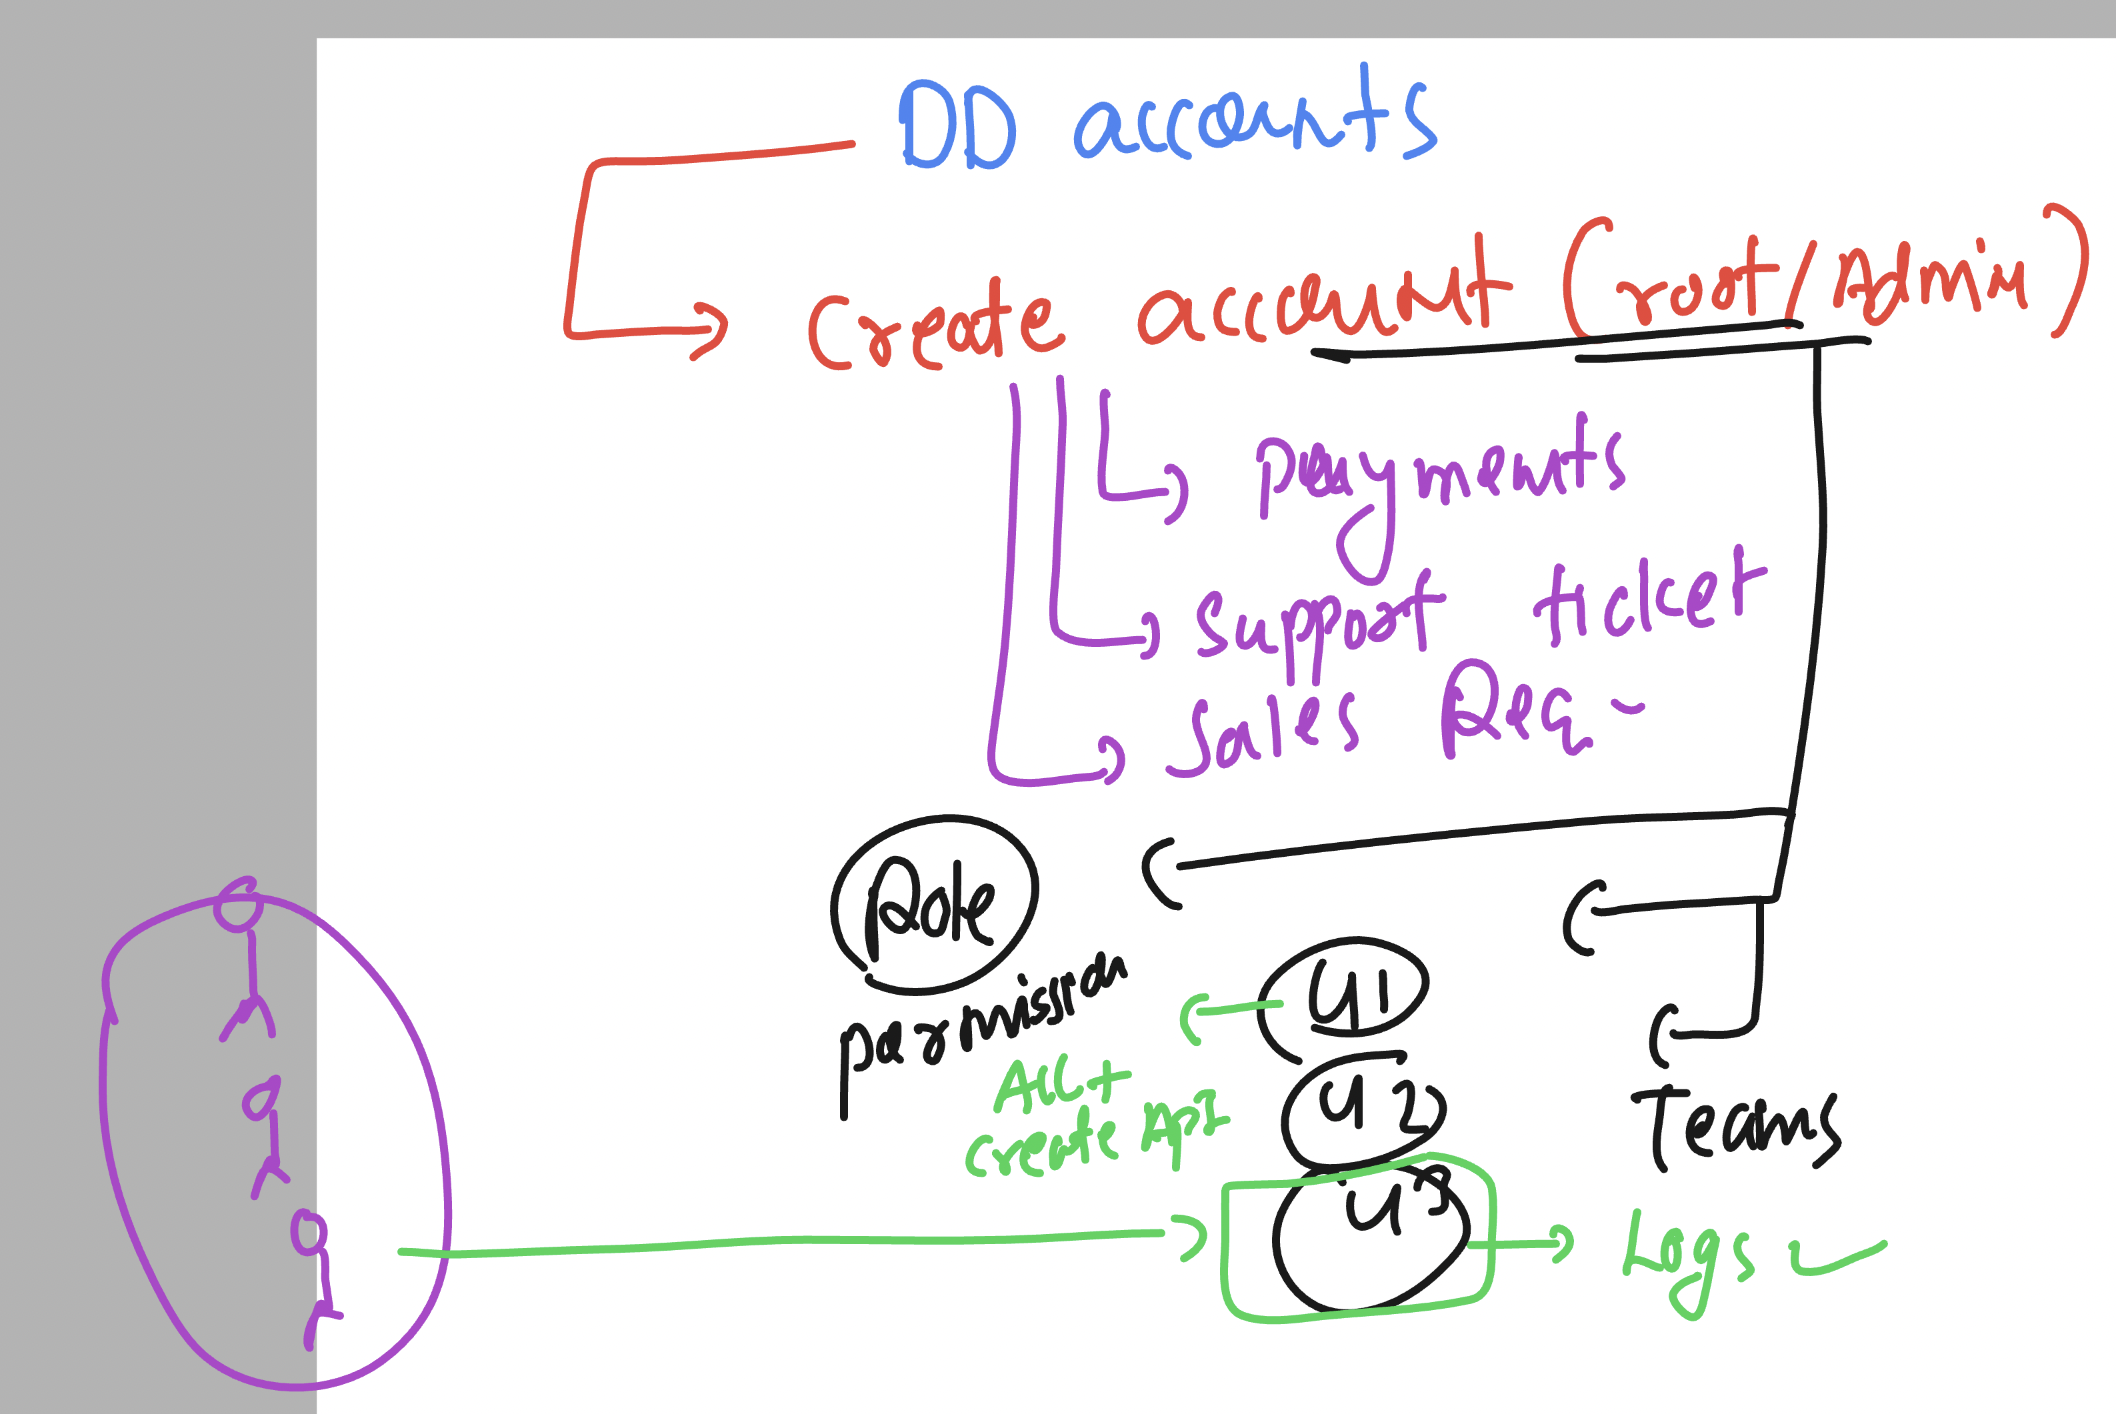 DD accounts
Create account (root/Admin)
payments
Support ticket
Sales Req -
Role
permission
U1
Acc +
create API
U2
Teams
U3
Logs